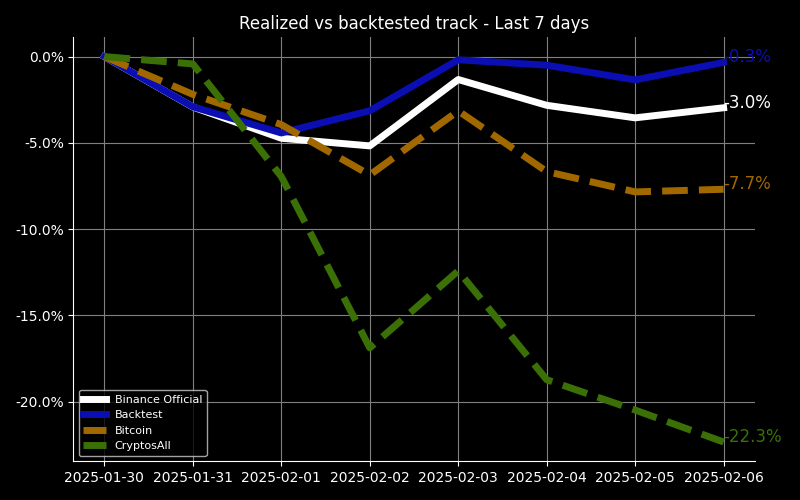 Realized vs backtested track - Last 7 days
0.0%
-5.0%
-10.0%
-15.0%
-20.0%
-0.3%
-3.0%
-7.7%
-22.3%
Binance Official
Backtest
Bitcoin
CryptosAll
2025-01-30 2025-01-31 2025-02-01 2025-02-02 2025-02-03 2025-02-04 2025-02-05 2025-02-06